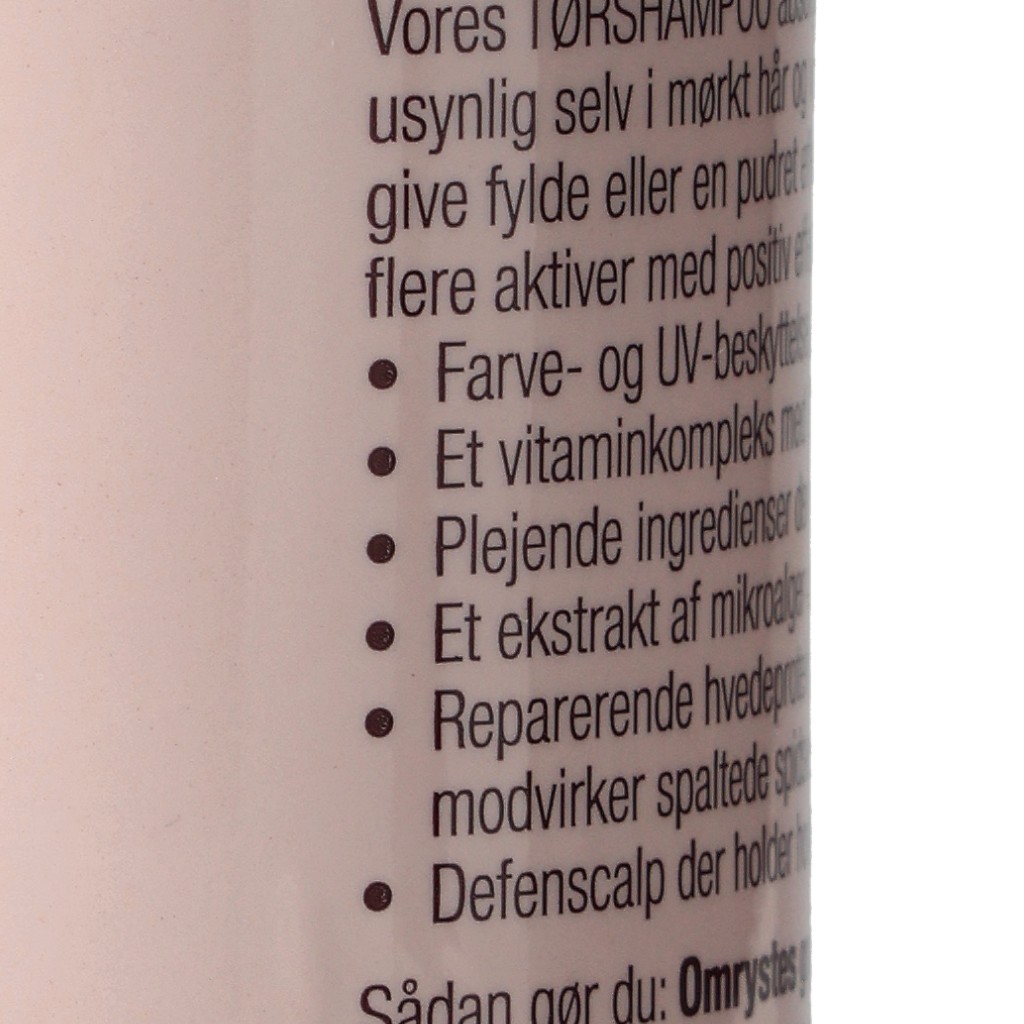 Vores TØRSHAMPOO
usynlig selv i mørkt hår og
give fylde eller en pudret
flere aktiver med positiv
• Farve- og UV-beskyttelse
• Et vitaminkompleks med
• Plejende ingredienser
• Et ekstrakt af mikroalger
• Reparerende
modvirker spaltede
• Defenscalp der holder
Sådan gør du: Omrystes